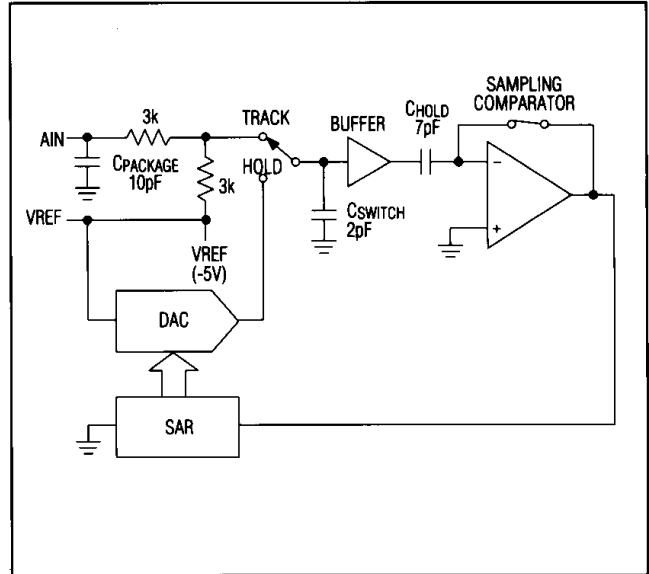 SAMPLING
COMPARATOR
CHOLD
7pF
3k
TRACK
BUFFER
AIN
HOLD
CPACKAGE
10pF
3k
CSWITCH
2pF
VREF
VREF
(-5V)
DAC
SAR
−
+